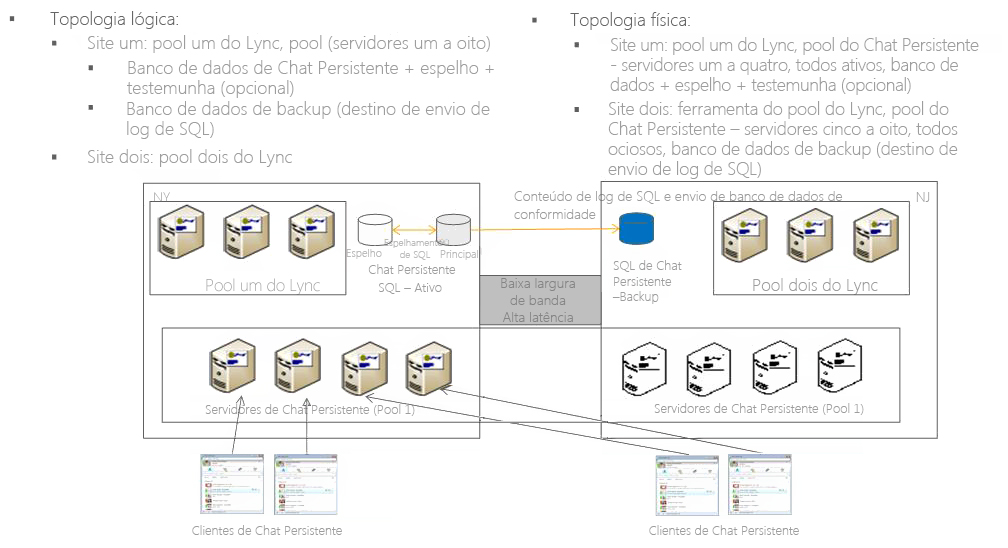 Topologia lógica:
Site um: pool um do Lync, pool (servidores um a oito)
Banco de dados de Chat Persistente + espelho +
testemunha (opcional)
Banco de dados de backup (destino de envio de
log de SQL)
Site dois: pool dois do Lync
Topologia física:
Site um: pool um do Lync, pool do Chat Persistente
- servidores um a quatro, todos ativos, banco de
dados + espelho + testemunha (opcional)
Site dois: ferramenta do pool do Lync, pool do
Chat Persistente – servidores cinco a oito, todos
ociosos, banco de dados de backup (destino de
envio de log de SQL)
NY
Pool um do Lync
Espelho
Espelhamento
de SQL
Principal
Chat Persistente
SQL – Ativo
Conteúdo de log de SQL e envio de banco de dados de
conformidade
NJ
SQL de Chat
Persistente
–Backup
Pool dois do Lync
Baixa largura
de banda
Alta latência
Servidores de Chat Persistente (Pool 1)
Servidores de Chat Persistente (Pool 1)
Clientes de Chat Persistente
Clientes de Chat Persistente